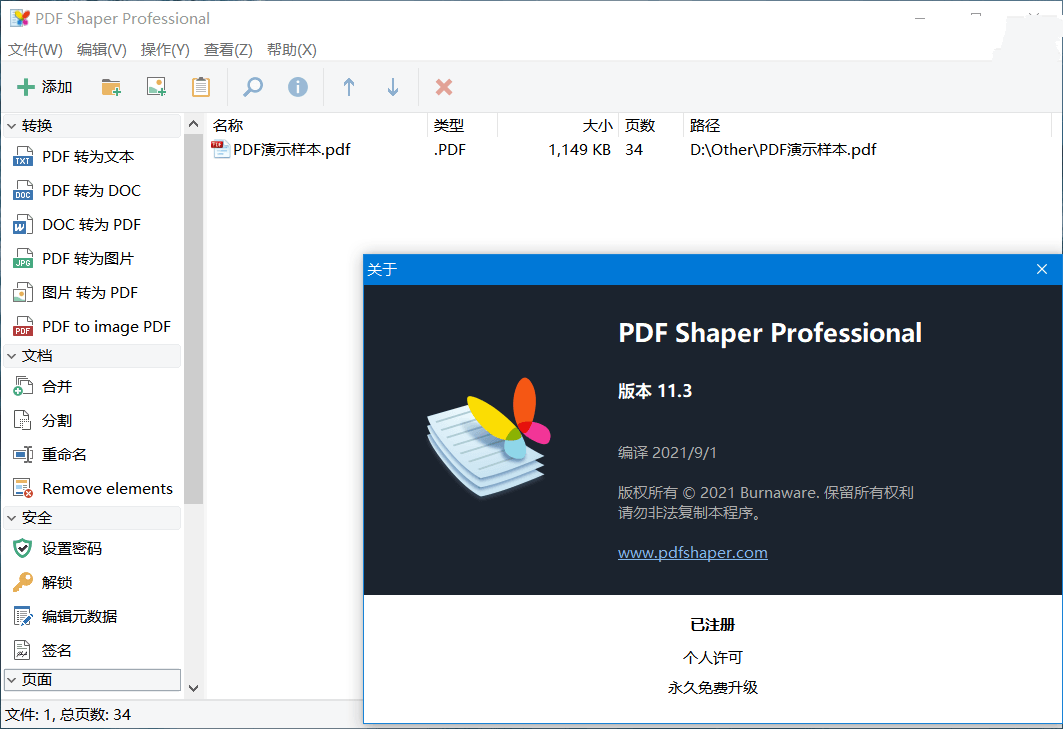 PDF Shaper Professional
文件(W) 编辑(V) 操作(Y) 查看(Z) 帮助(X)
添加
转换
PDF 转为文本
PDF 转为 DOC
DOC 转为 PDF
PDF 转为图片
图片 转为 PDF
PDF to image PDF
文档
合并
分割
重命名
Remove elements
安全
设置密码
解锁
编辑元数据
签名
页面
名称 类型 大小 页数 路径
PDF演示样本.pdf .PDF 1,149 KB 34 D:\Other\PDF演示样本.pdf
关于
PDF Shaper Professional
版本 11.3
编译 2021/9/1
版权所有 © 2021 Burnaware. 保留所有权利
请勿非法复制本程序。
www.pdfshaper.com
已注册
个人许可
永久免费升级
文件: 1, 总页数: 34